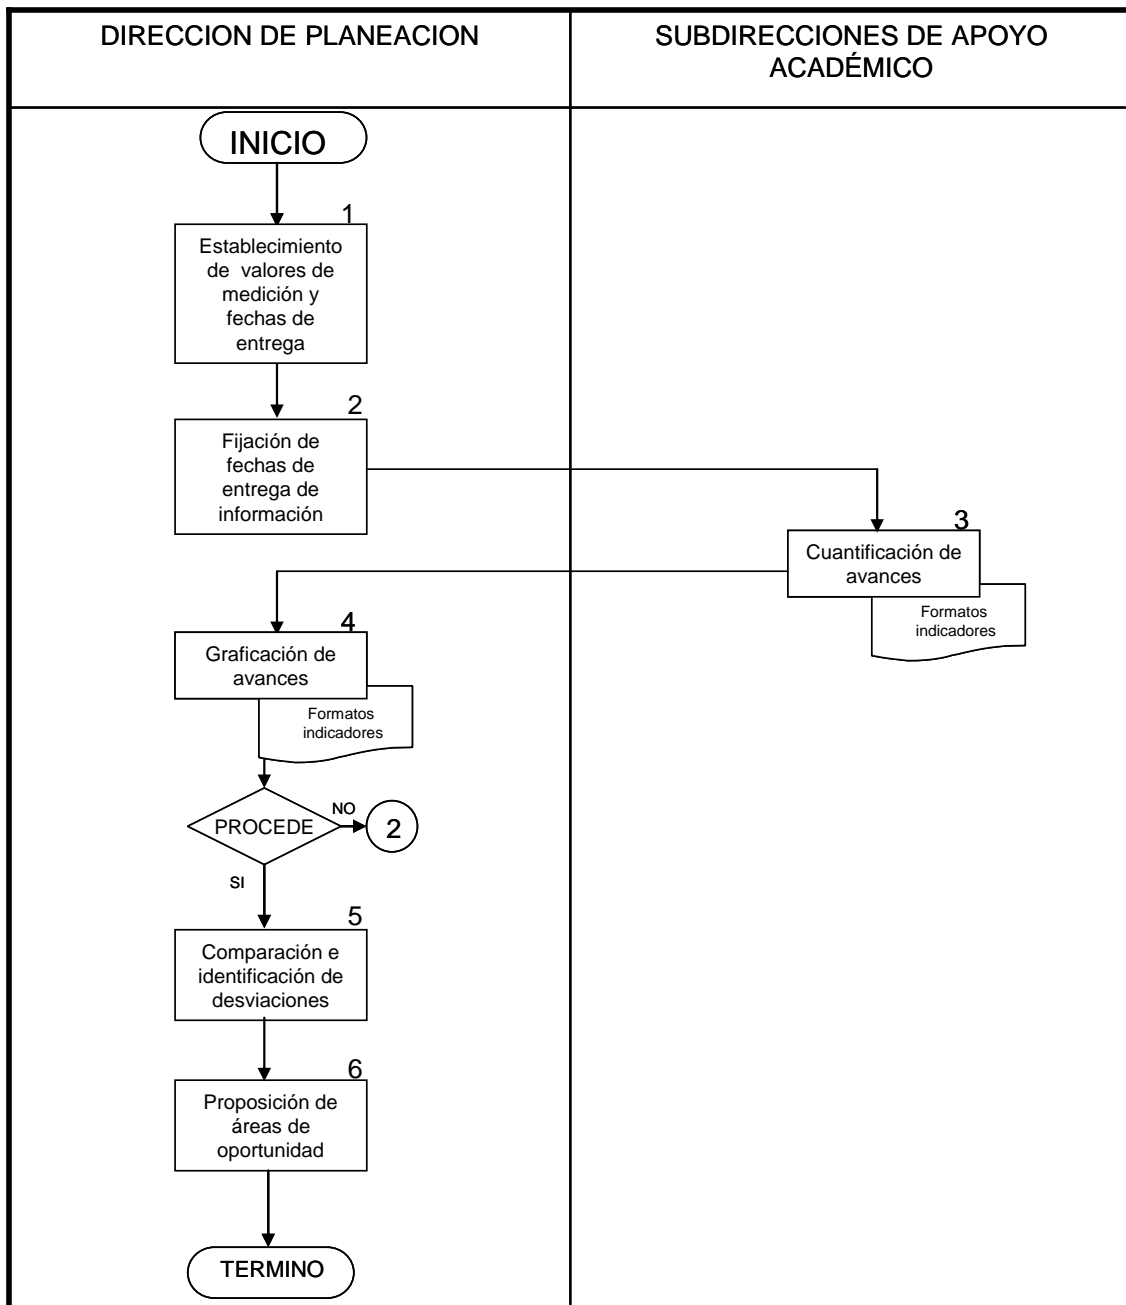 DIRECCION DE PLANEACION
SUBDIRECCIONES DE APOYO
ACADÉMICO
INICIO
1
Establecimiento
de valores de
medición y
fechas de
entrega
2
Fijación de
fechas de
entrega de
información
3
Cuantificación de
avances
Formatos
indicadores
4
Graficación de
avances
Formatos
indicadores
PROCEDE
NO
2
SI
5
Comparación e
identificación de
desviaciones
6
Proposición de
áreas de
oportunidad
TERMINO